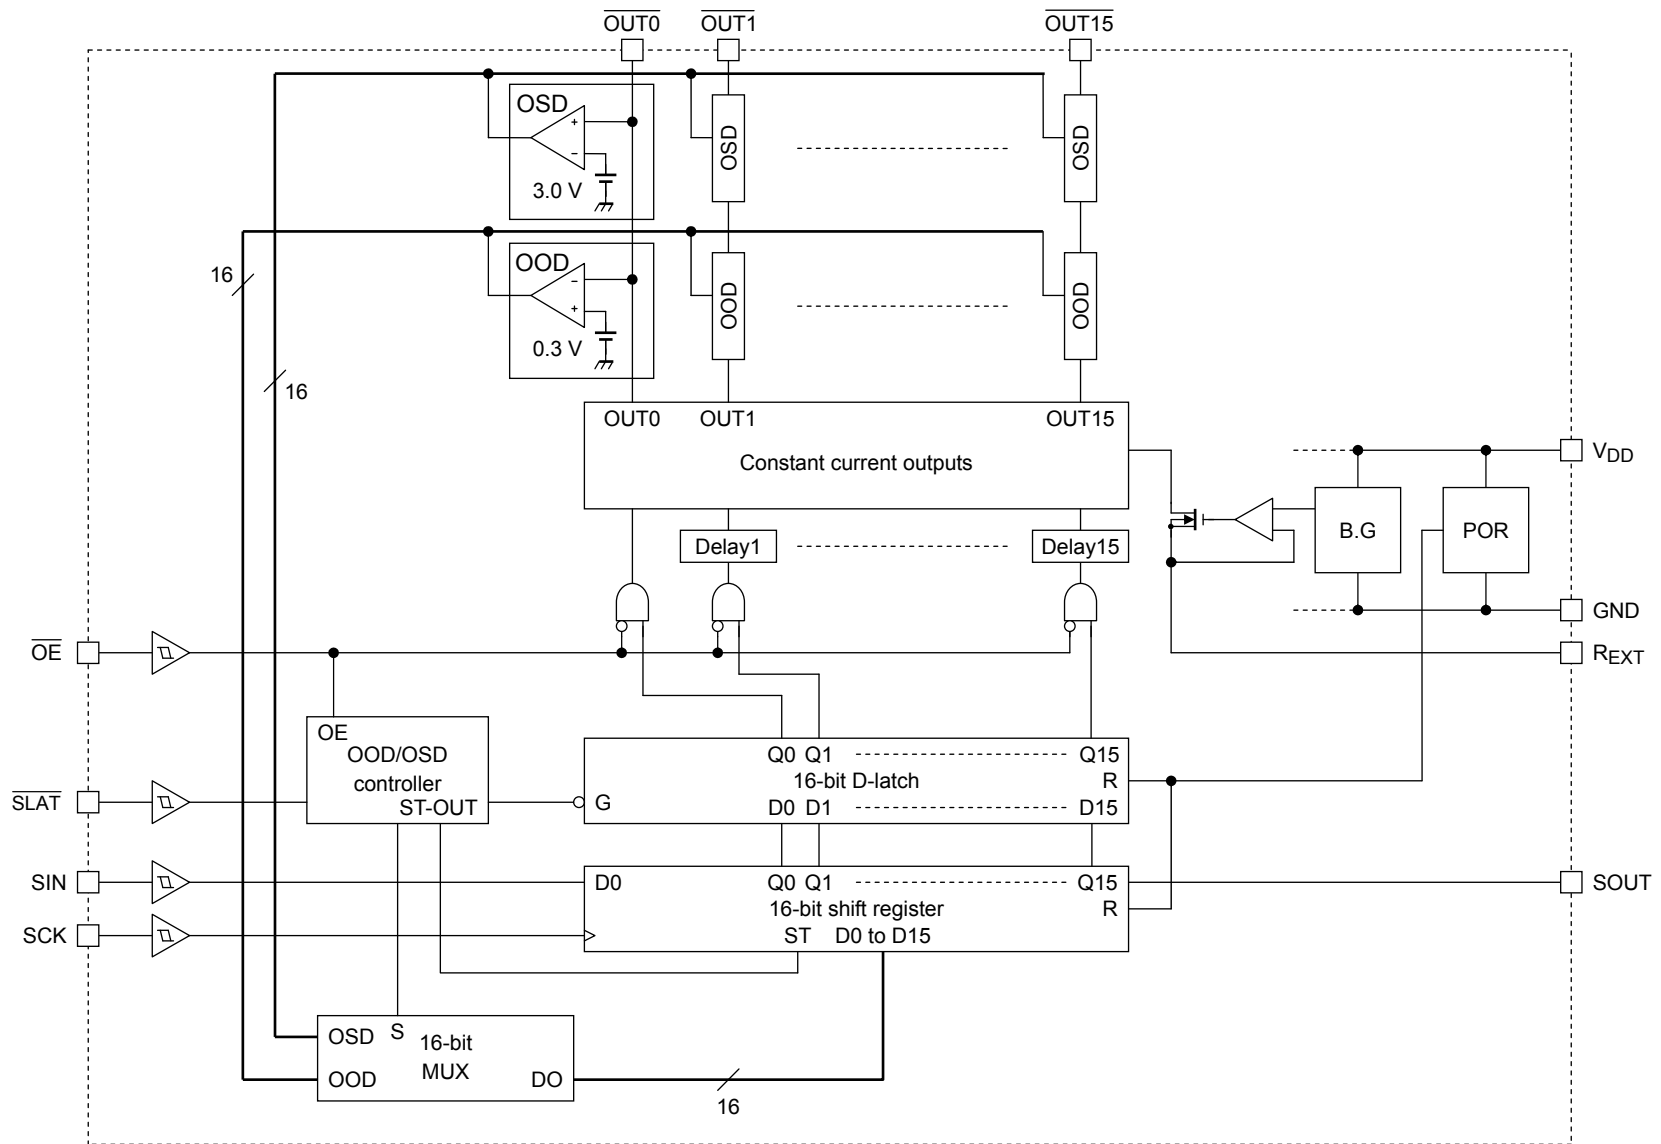 OUT0 OUT1 OUT15
OSD
+
−
3.0 V
OSD
OSD
OOD
−
+
0.3 V
OOD
OOD
16
16
OUT0 OUT1 OUT15
Constant current outputs
VDD
Delay1
Delay15
B.G
POR
GND
OE
REXT
OE
OOD/OSD
controller
ST-OUT
SLAT
Q0 Q1 Q15
16-bit D-latch R
G
D0 D1 D15
SIN
D0 Q0 Q1 Q15
SOUT
16-bit shift register R
SCK
ST D0 to D15
OSD S 16-bit
MUX
OOD DO
16